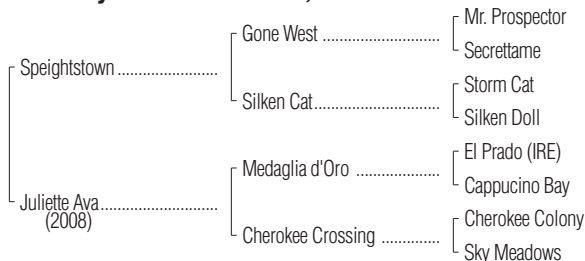 Mr. Prospector
Gone West ..............................
Secrettame
Speightstown .........................
Storm Cat
Silken Cat................................
Silken Doll
El Prado (IRE)
Medaglia d'Oro .....................
Cappucino Bay
Juliette Ava.............................
(2008)
Cherokee Colony
Cherokee Crossing ...............
Sky Meadows